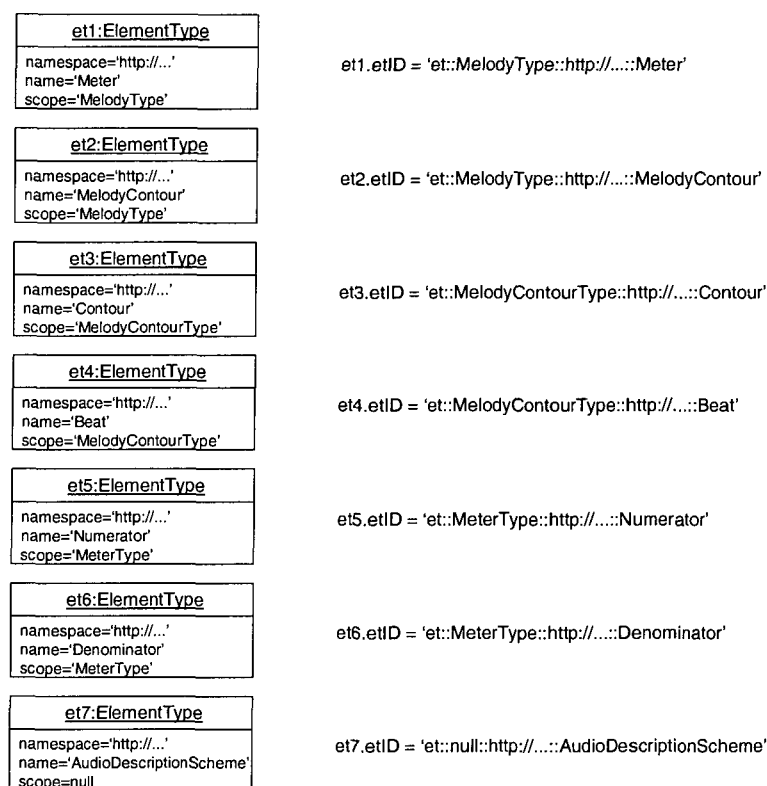 et1:ElementType
namespace='http://...'
name='Meter'
scope='MelodyType'
et1.etID = 'et::MelodyType::http://...::Meter'
et2:ElementType
namespace='http://...'
name='MelodyContour'
scope='MelodyType'
et2.etID = 'et::MelodyType::http://...::MelodyContour'
et3:ElementType
namespace='http://...'
name='Contour'
scope='MelodyContourType'
et3.etID = 'et::MelodyContourType::http://...::Contour'
et4:ElementType
namespace='http://...'
name='Beat'
scope='MelodyContourType'
et4.etID = 'et::MelodyContourType::http://...::Beat'
et5:ElementType
namespace='http://...'
name='Numerator'
scope='MeterType'
et5.etID = 'et::MeterType::http://...::Numerator'
et6:ElementType
namespace='http://...'
name='Denominator'
scope='MeterType'
et6.etID = 'et::MeterType::http://...::Denominator'
et7:ElementType
namespace='http://...'
name='AudioDescriptionScheme'
scope=null
et7.etID = 'et::null::http://...::AudioDescriptionScheme'